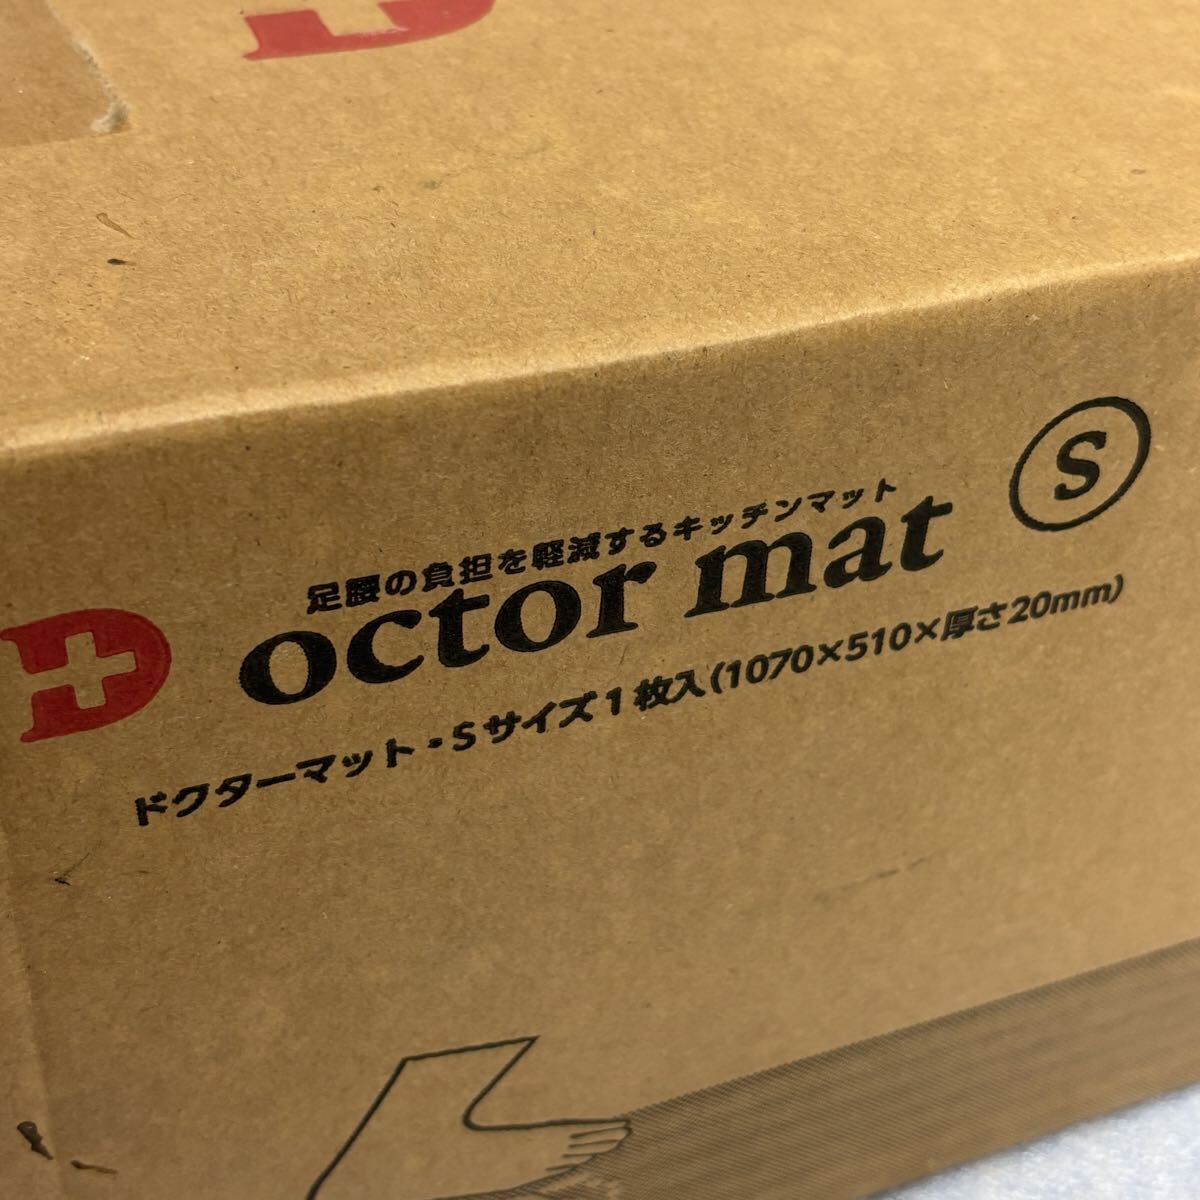 足腰の負担を軽減するキッチンマット
Doctor mat Ⓢ
ドクターマット・Sサイズ1枚入(1070×510×厚さ20mm)